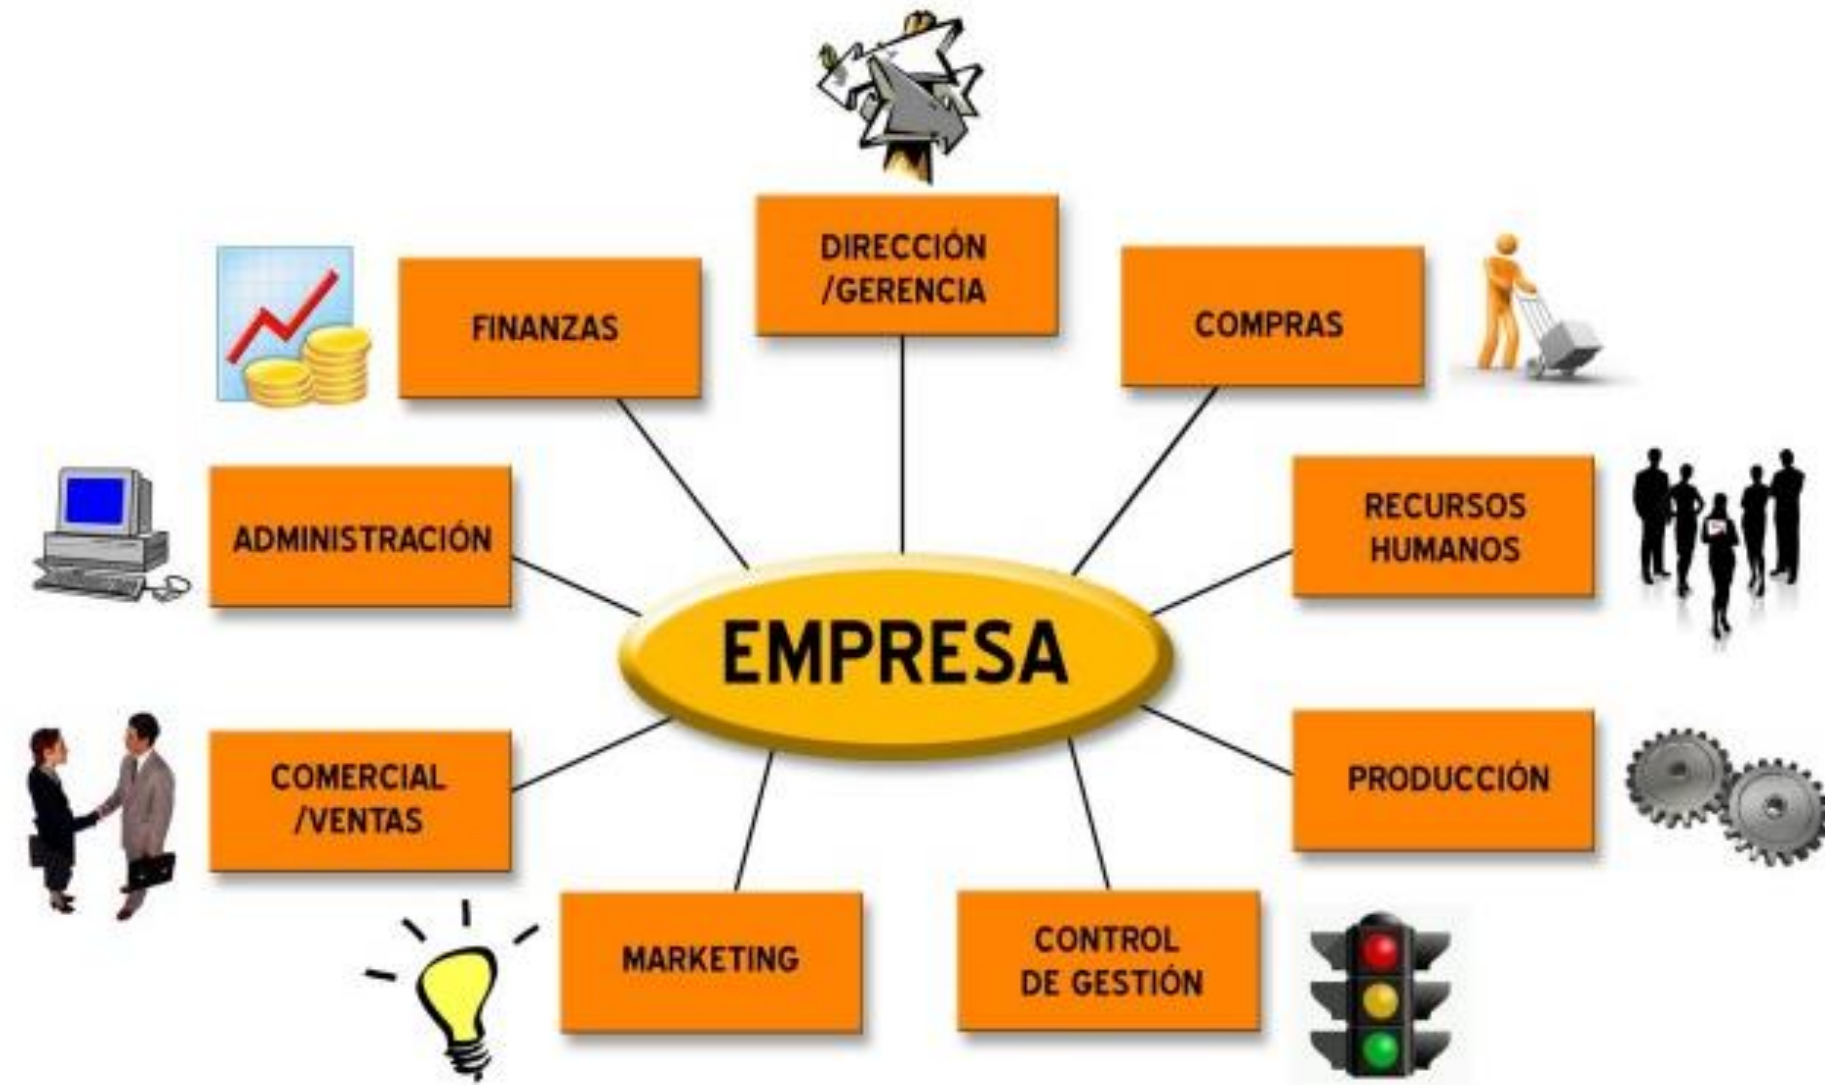 DIRECCIÓN
/GERENCIA
FINANZAS
COMPRAS
ADMINISTRACIÓN
RECURSOS
HUMANOS
EMPRESA
COMERCIAL
/VENTAS
PRODUCCIÓN
MARKETING
CONTROL
DE GESTIÓN